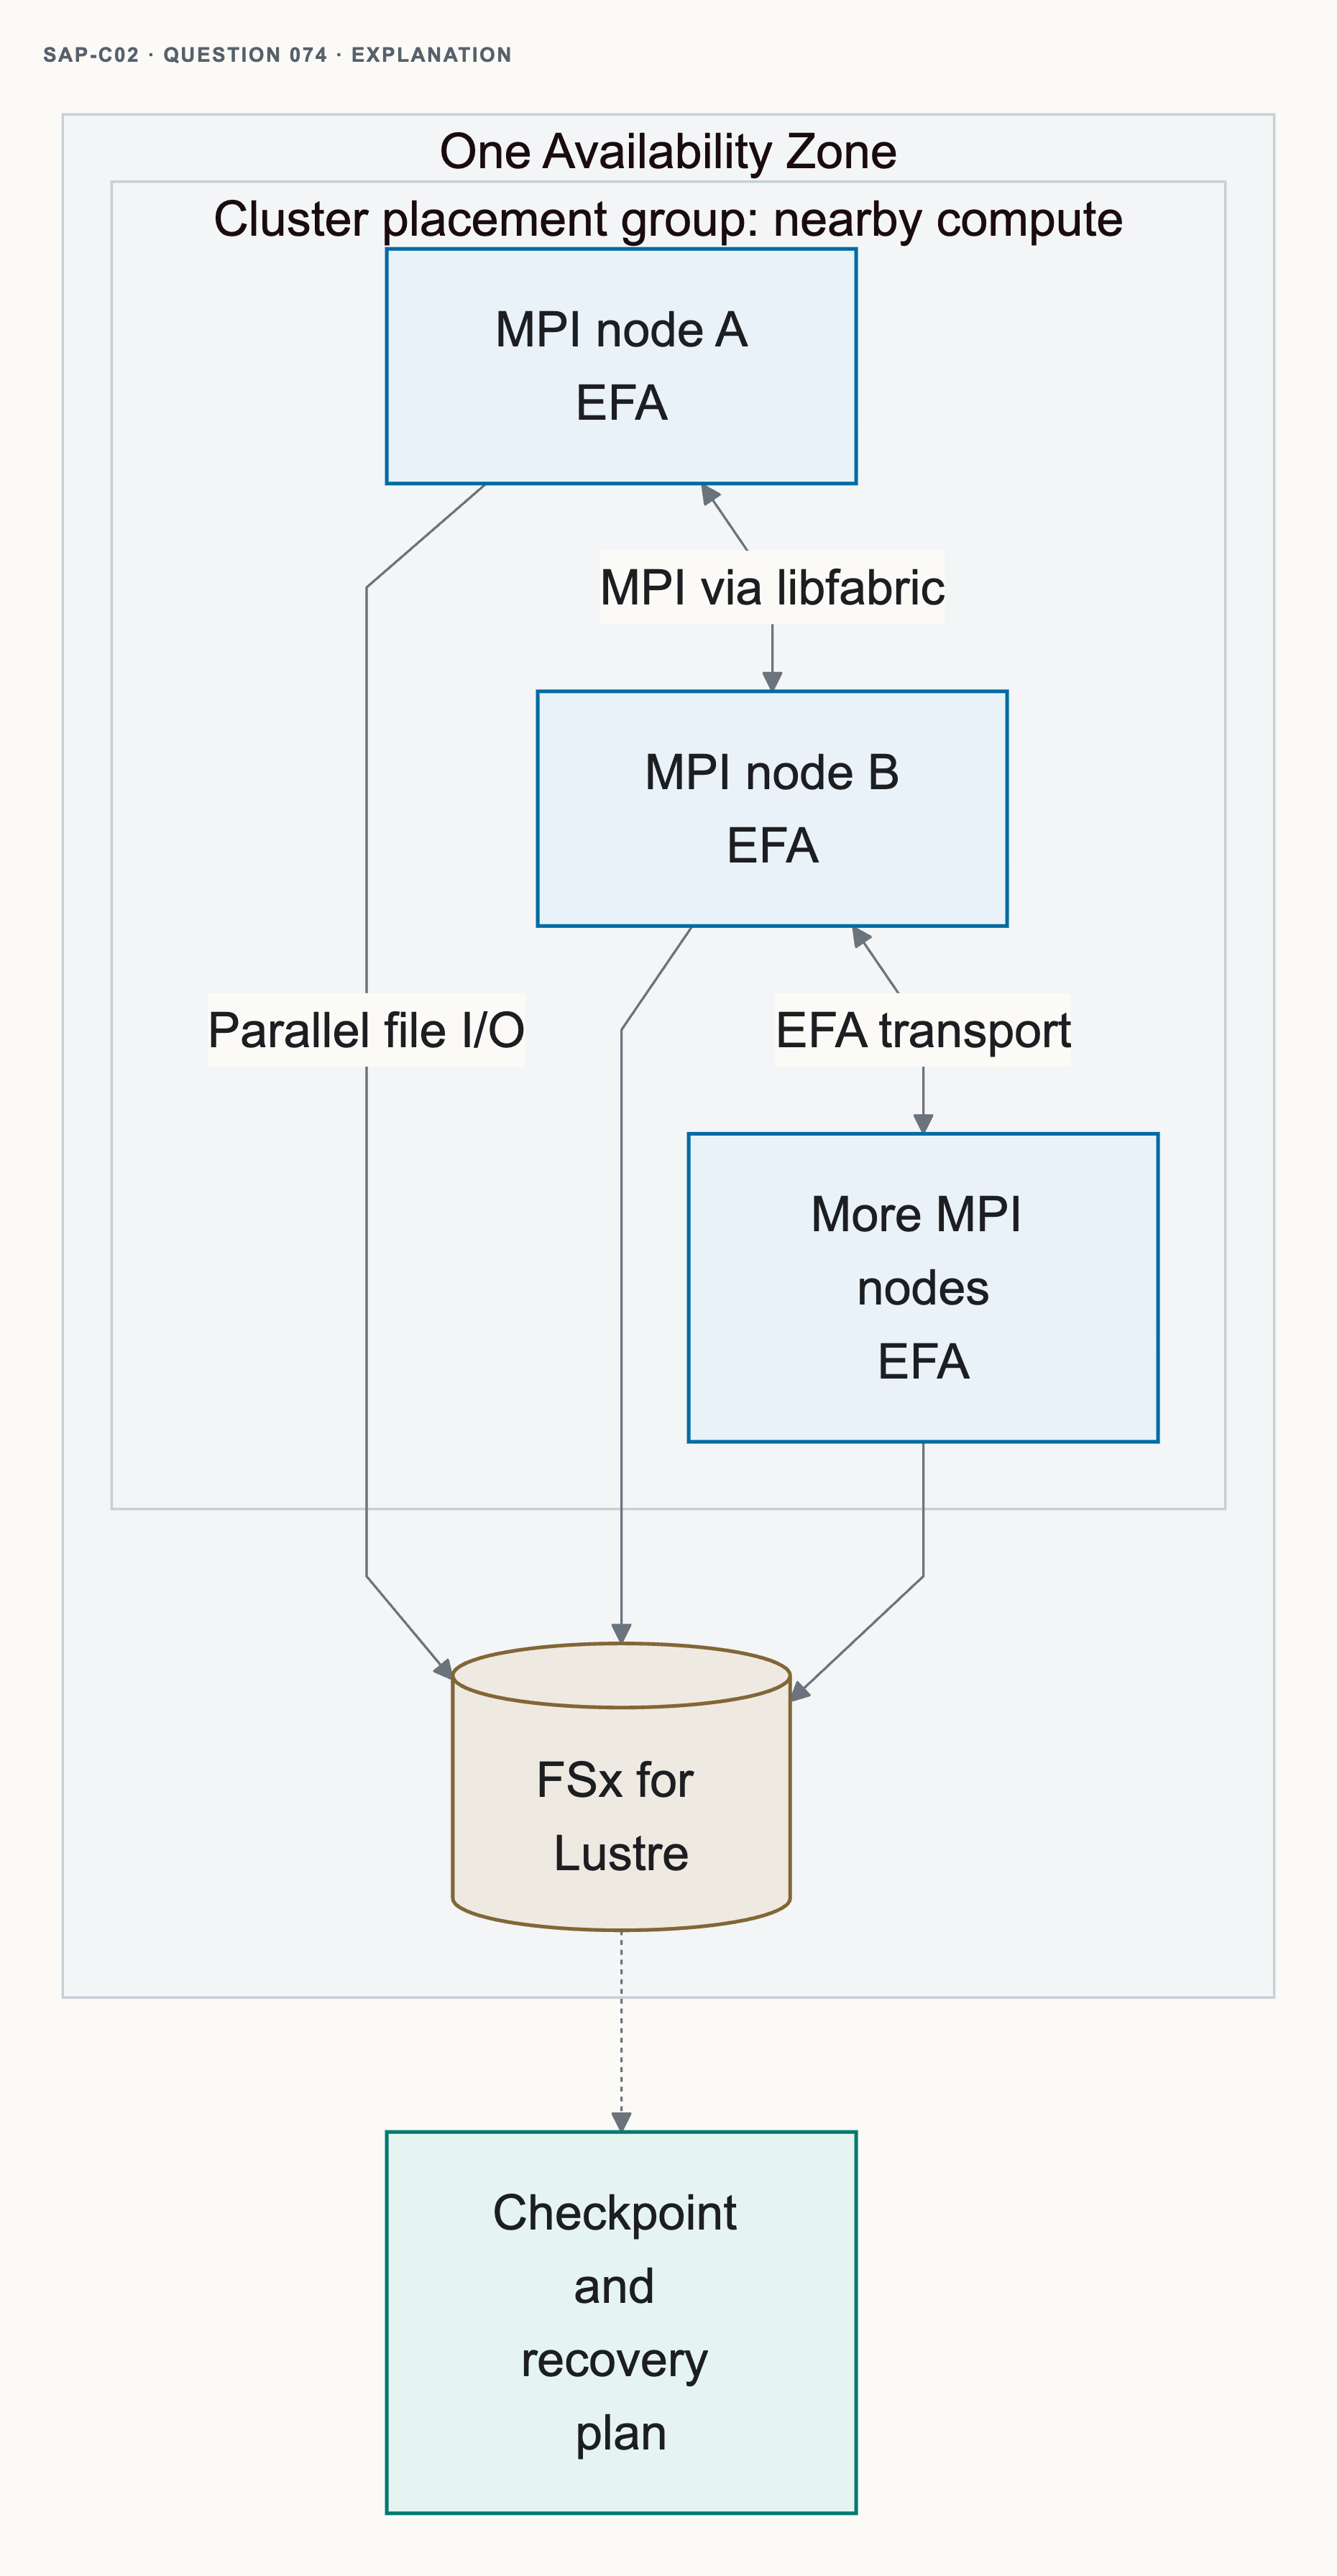 SAP-C02 · QUESTION 074 · EXPLANATION
One Availability Zone
Cluster placement group: nearby compute
MPI node A
EFA
MPI via libfabric
MPI node B
EFA
Parallel file I/O
EFA transport
More MPI
nodes
EFA
FSx for
Lustre
Checkpoint
and
recovery
plan